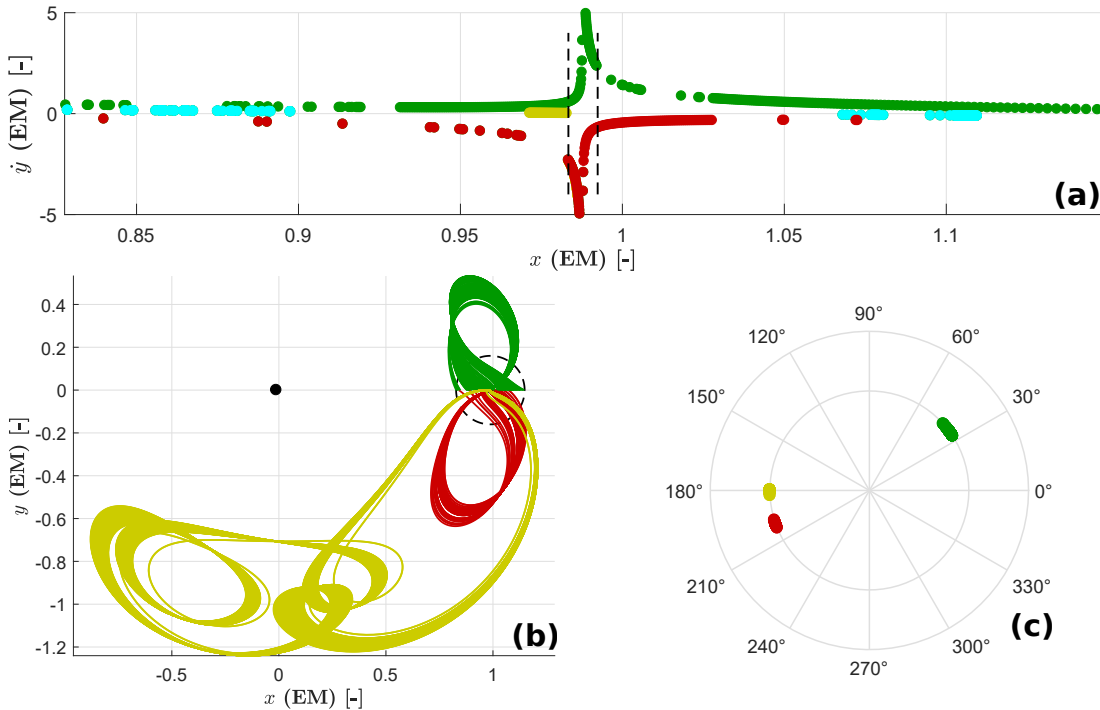 5
0
-5
ẏ (EM) [-]
0.85 0.9 0.95 1 1.05 1.1
x (EM) [-]
(a)
0.4
0.2
0
-0.2
-0.4
-0.6
-0.8
-1
-1.2
y (EM) [-]
-0.5 0 0.5 1
x (EM) [-]
(b)
90°
120° 60°
150° 30°
180° 0°
210° 330°
240° 300°
270°
(c)